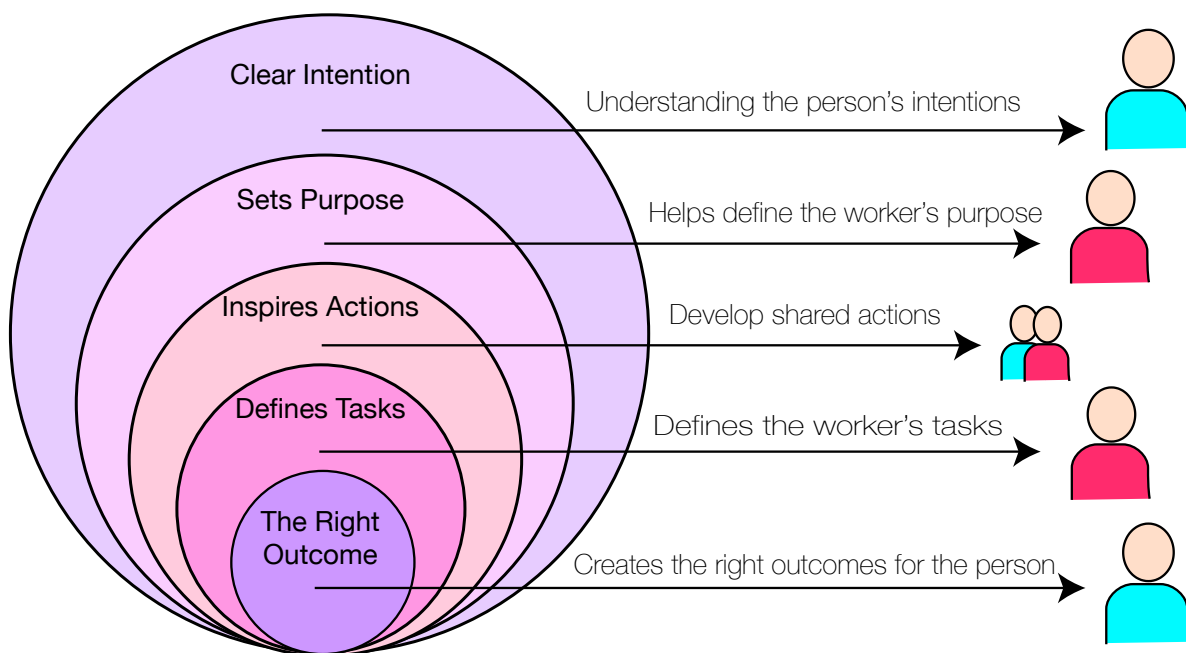 Clear Intention
Understanding the person's intentions
Sets Purpose
Helps define the worker's purpose
Inspires Actions
Develop shared actions
Defines Tasks
Defines the worker's tasks
The Right
Outcome
Creates the right outcomes for the person